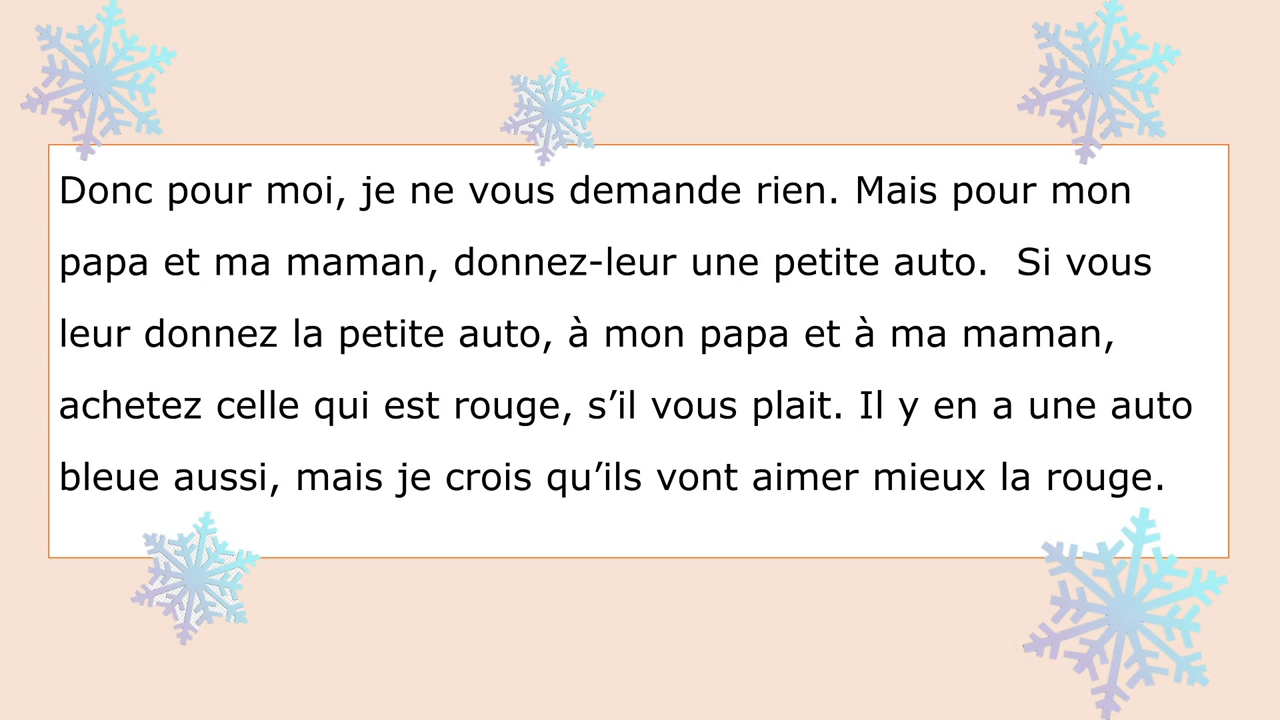 Donc pour moi, je ne vous demande rien. Mais pour mon
papa et ma maman, donnez-leur une petite auto.  Si vous
leur donnez la petite auto, à mon papa et à ma maman,
achetez celle qui est rouge, s’il vous plait. Il y en a une auto
bleue aussi, mais je crois qu’ils vont aimer mieux la rouge.